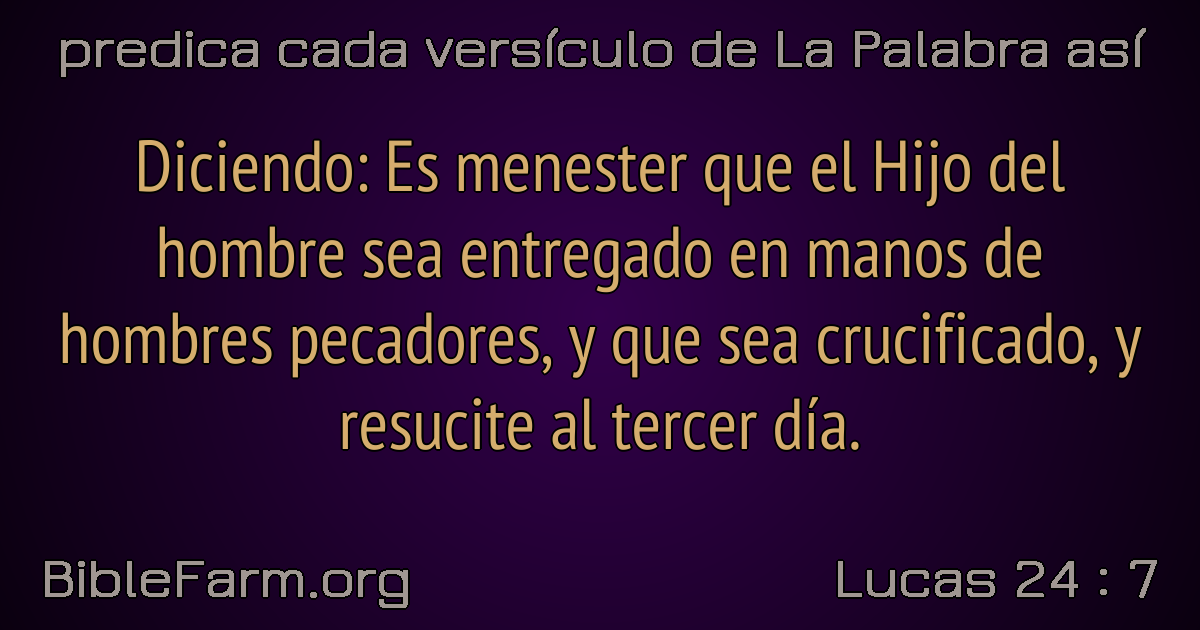 predica cada versículo de La Palabra así
Diciendo: Es menester que el Hijo del
hombre sea entregado en manos de
hombres pecadores, y que sea crucificado, y
resucite al tercer día.
BibleFarm.org
Lucas 24 : 7